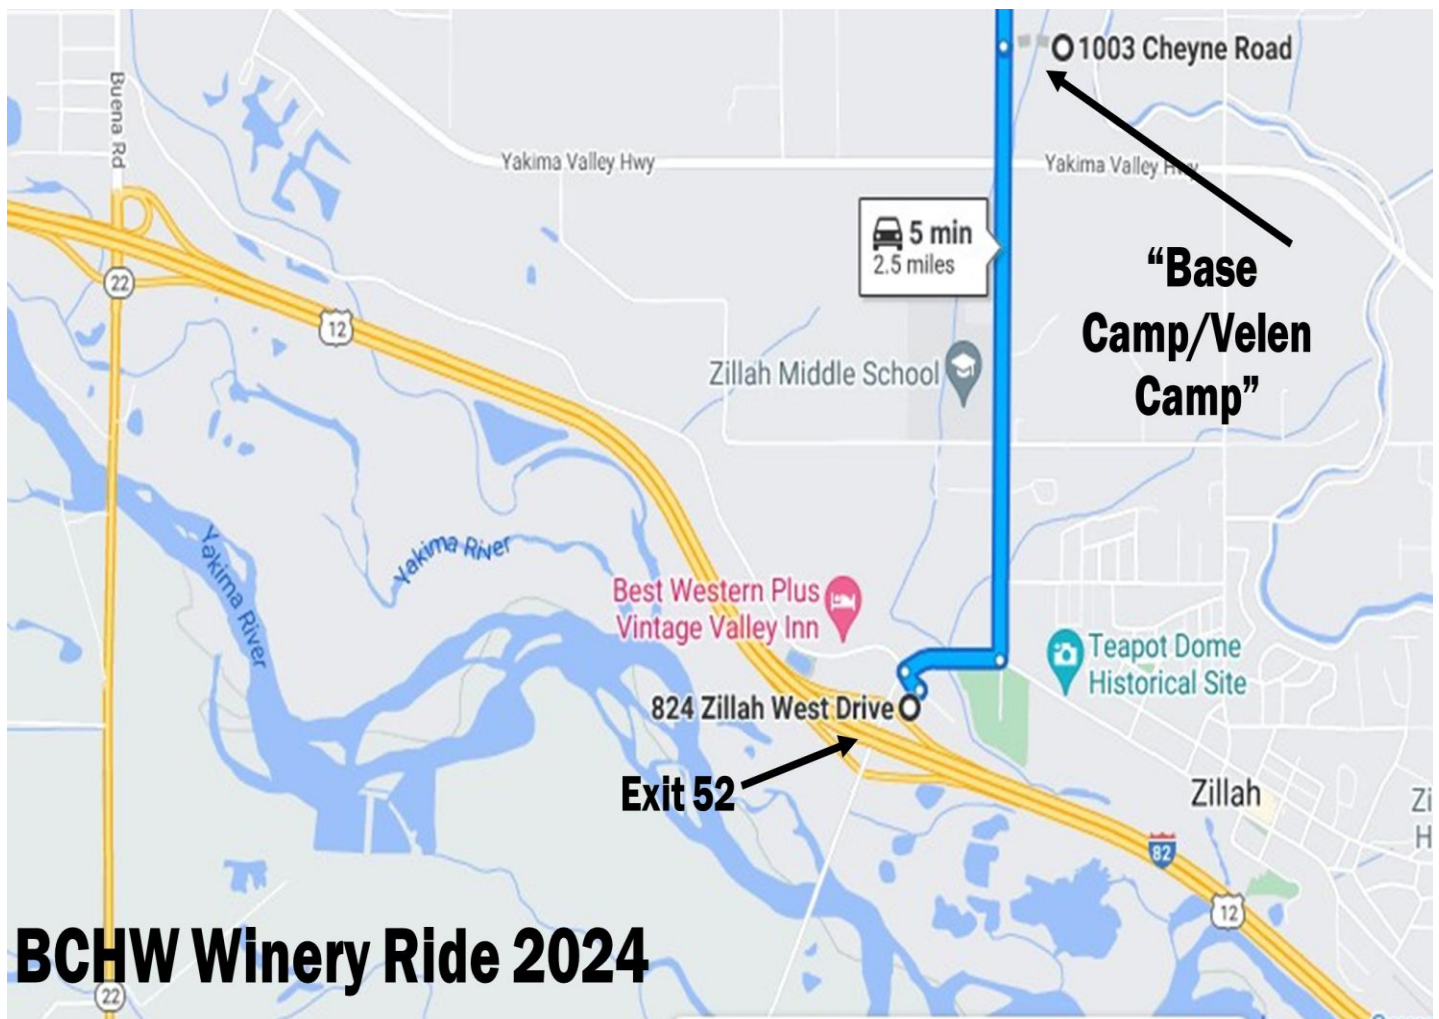 1003 Cheyne Road
Buena Rd
Yakima Valley Hwy
Yakima Valley Hwy
5 min
2.5 miles
"Base
Camp/Velen
Camp"
22
12
Zillah Middle School
Yakima River
Yakima River
Best Western Plus
Vintage Valley Inn
Teapot Dome
Historical Site
824 Zillah West Drive
Exit 52
Zillah
Zi
H
82
12
BCHW Winery Ride 2024
22